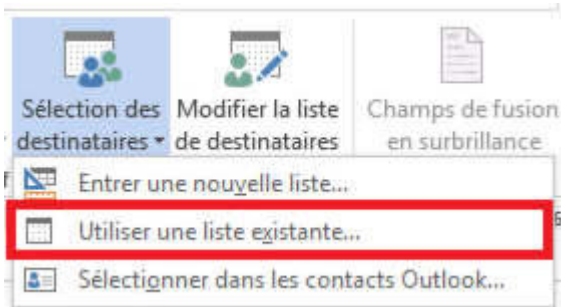 Sélection des Modifier la liste Champs de fusion
destinataires de destinataires en surbrillance
Entrer une nouvelle liste...
Utiliser une liste existante...
Sélectionner dans les contacts Outlook...